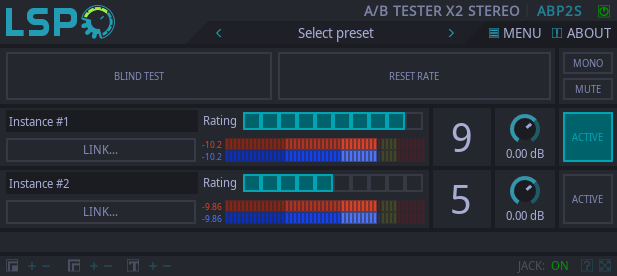 LSP
A/B TESTER X2 STEREO ABP2S
Select preset
MENU ABOUT
BLIND TEST RESET RATE MONO
MUTE
Instance #1 Rating 9 0.00 dB ACTIVE
LINK... -10.2
-10.2
Instance #2 Rating 5 0.00 dB ACTIVE
LINK... -9.86
-9.86
JACK: ON